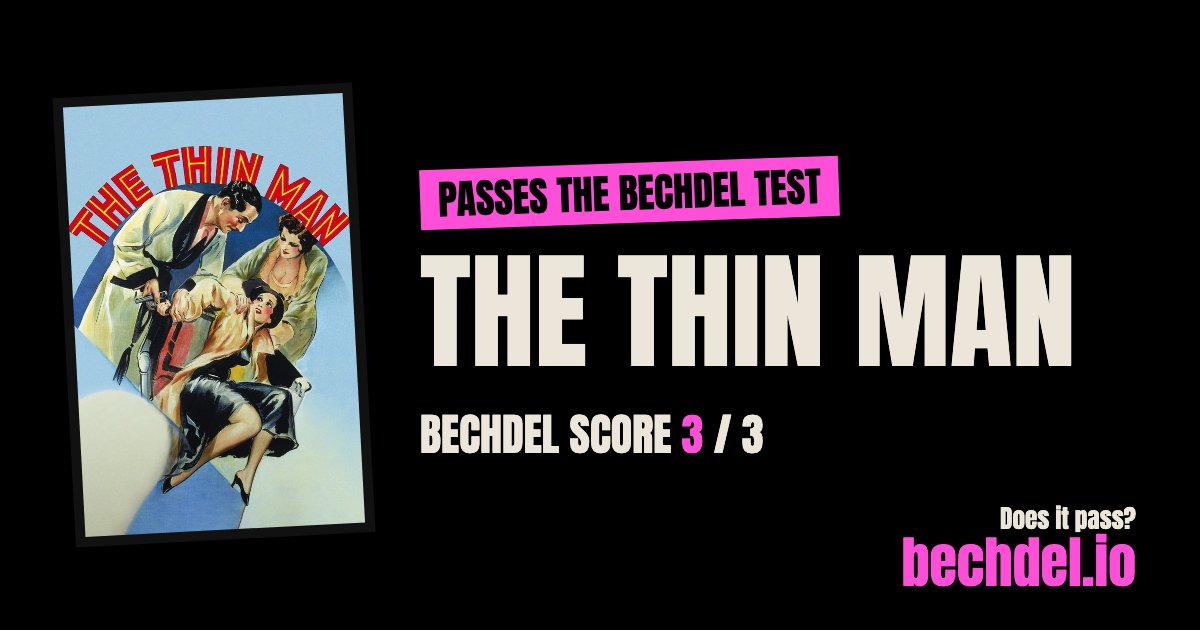 THE THIN MAN
PASSES THE BECHDEL TEST
THE THIN MAN
BECHDEL SCORE 3 / 3
Does it pass?
bechdel.io